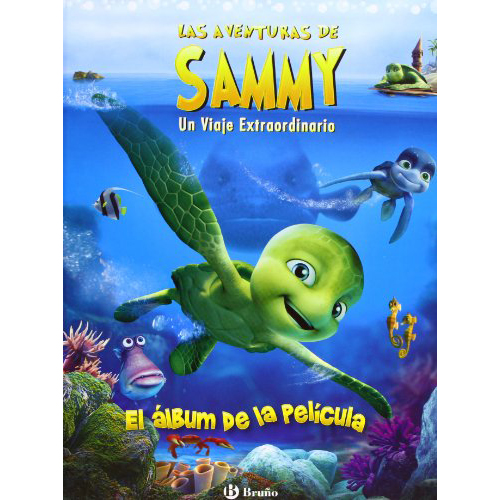 LAS AVENTURAS DE
SAMMY
Un Viaje Extraordinario
El álbum de la película
Bruño